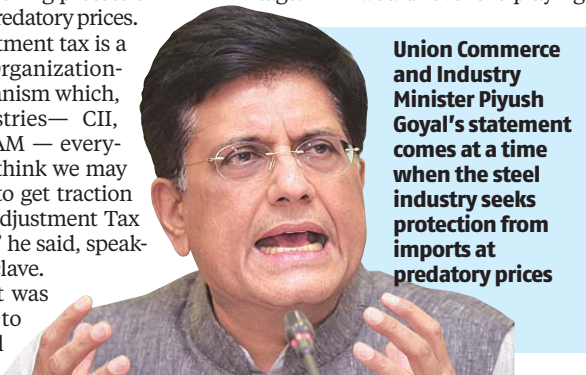 redatory prices.
tment tax is a
rganization-
anism which,
stries— CII,
AM — every-
think we may
to get traction
djustment Tax
he said, speak-
lave.
t was
to
Union Commerce
and Industry
Minister Piyush
Goyal's statement
comes at a time
when the steel
industry seeks
protection from
imports at
predatory prices